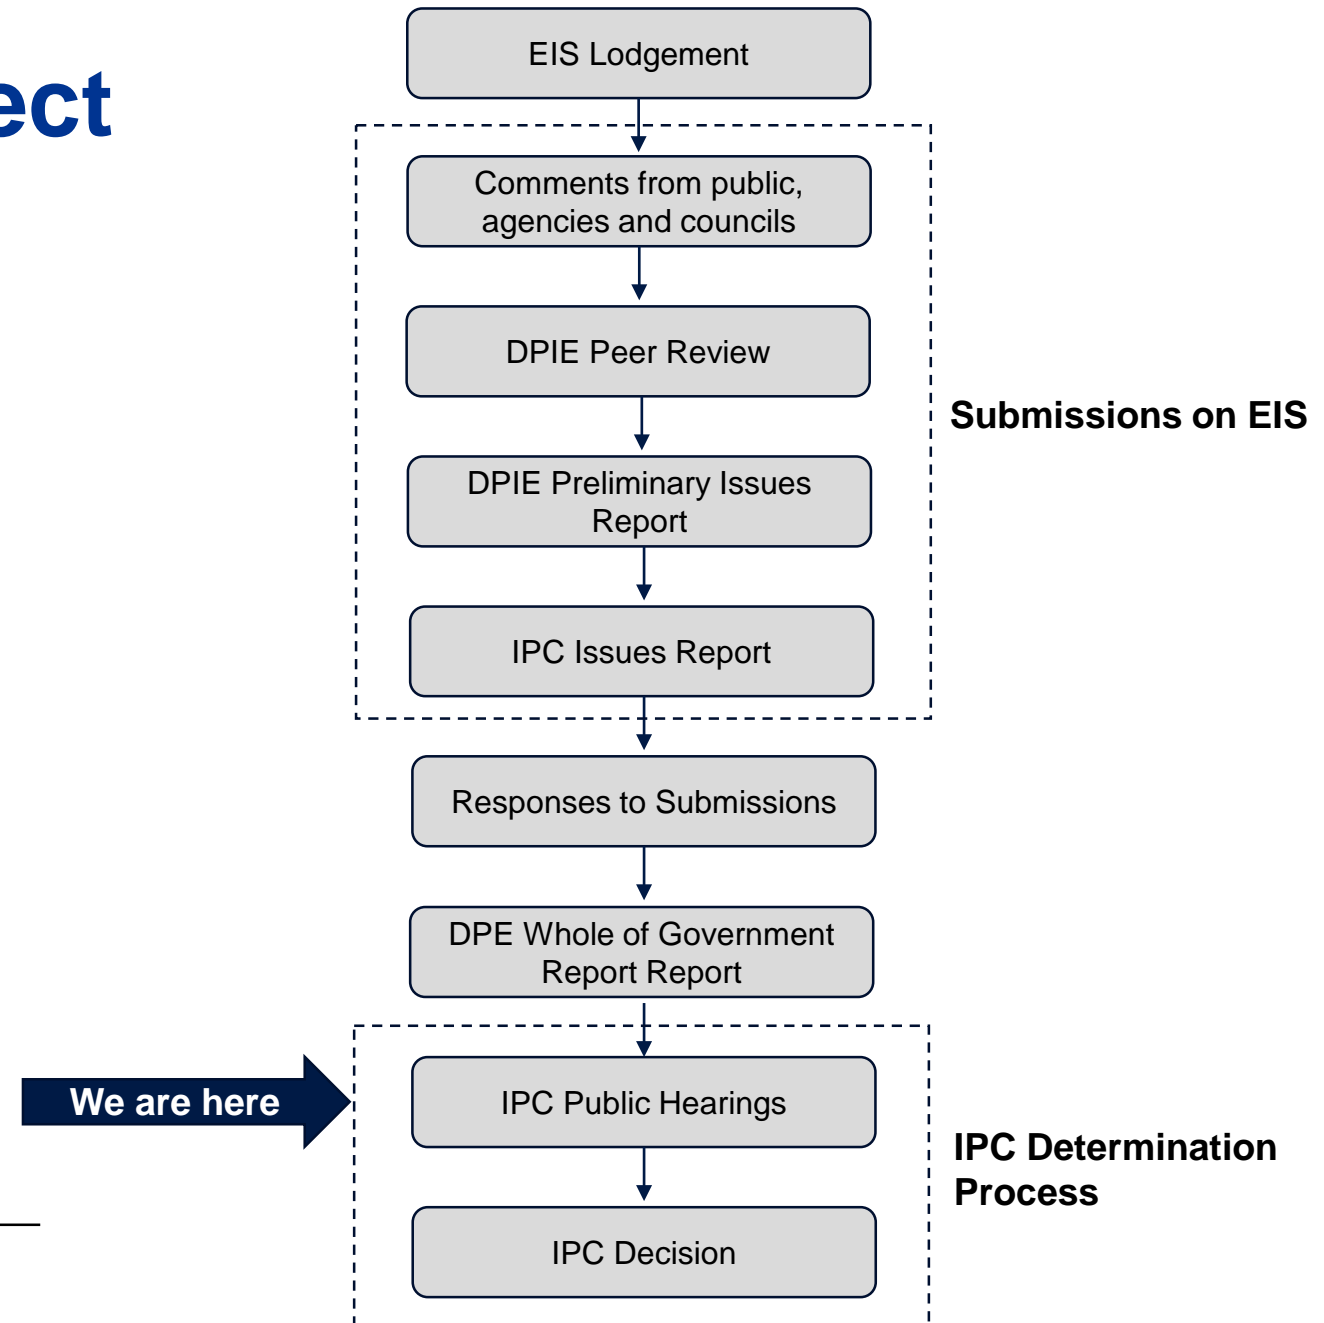 ect
EIS Lodgement
Comments from public,
agencies and councils
DPIE Peer Review
Submissions on EIS
DPIE Preliminary Issues
Report
IPC Issues Report
Responses to Submissions
DPE Whole of Government
Report Report
We are here
IPC Public Hearings
IPC Determination
Process
IPC Decision